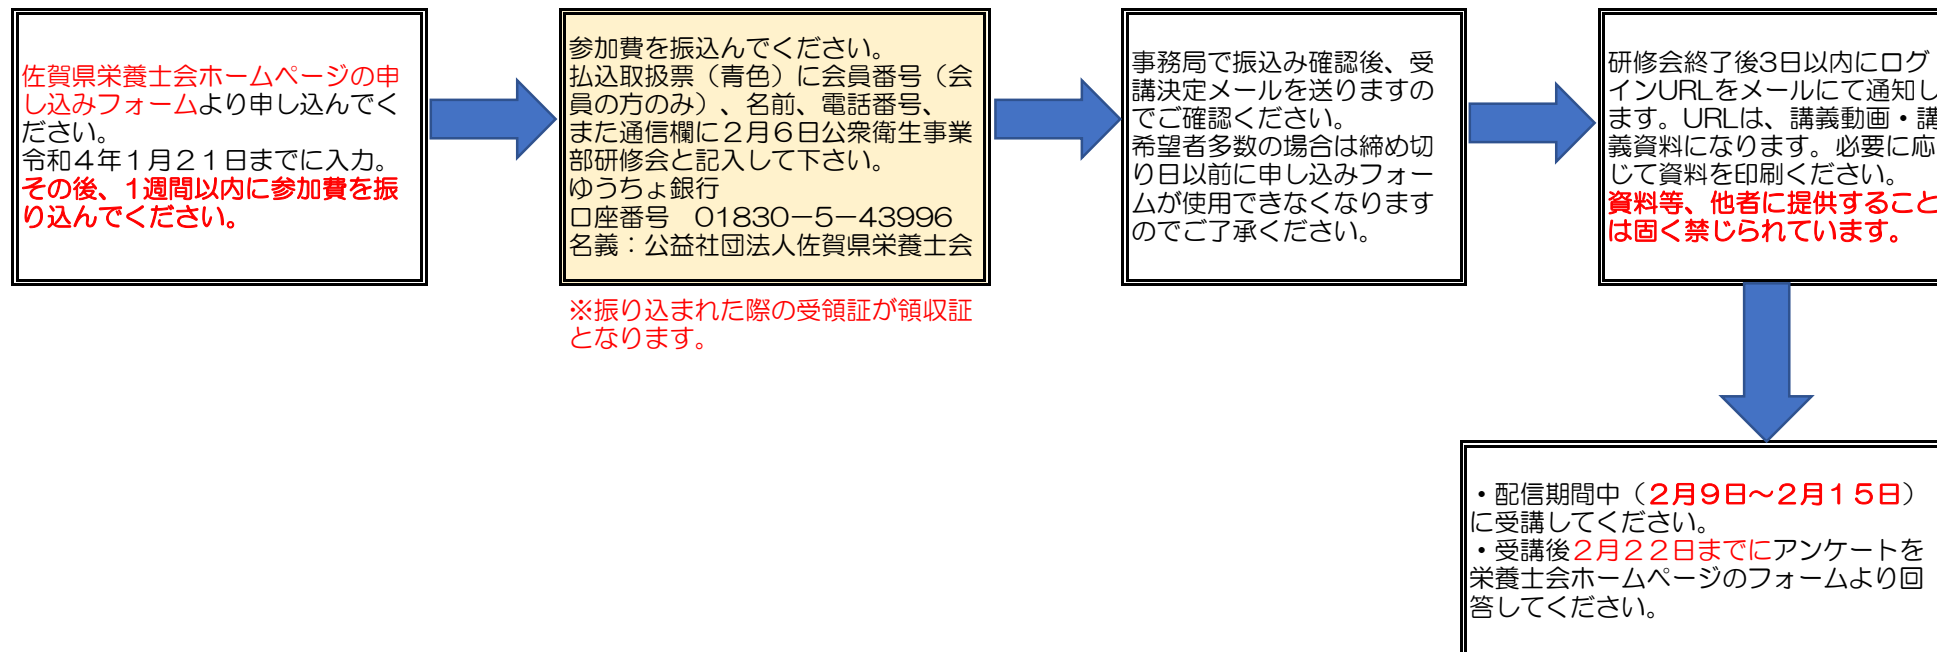 佐賀県栄養士会ホームページの申
し込みフォームより申し込んでく
ださい。
令和４年１月２１日までに入力。
その後、1週間以内に参加費を振
り込んでください。
参加費を振込んでください。
払込取扱票（青色）に会員番号（会
員の方のみ）、名前、電話番号、
また通信欄に２月６日公衆衛生事業
部研修会と記入して下さい。
ゆうちょ銀行
口座番号　01830－5－43996
名義：公益社団法人佐賀県栄養士会
※振り込まれた際の受領証が領収証
となります。
事務局で振込み確認後、受
講決定メールを送りますの
でご確認ください。
希望者多数の場合は締め切
り日以前に申し込みフォー
ムが使用できなくなります
のでご了承ください。
研修会終了後3日以内にログ
インURLをメールにて通知し
ます。URLは、講義動画・講
義資料になります。必要に応
じて資料を印刷ください。
資料等、他者に提供すること
は固く禁じられています。
・配信期間中（２月９日～２月１５日）
に受講してください。
・受講後２月２２日までにアンケートを
栄養士会ホームページのフォームより回
答してください。